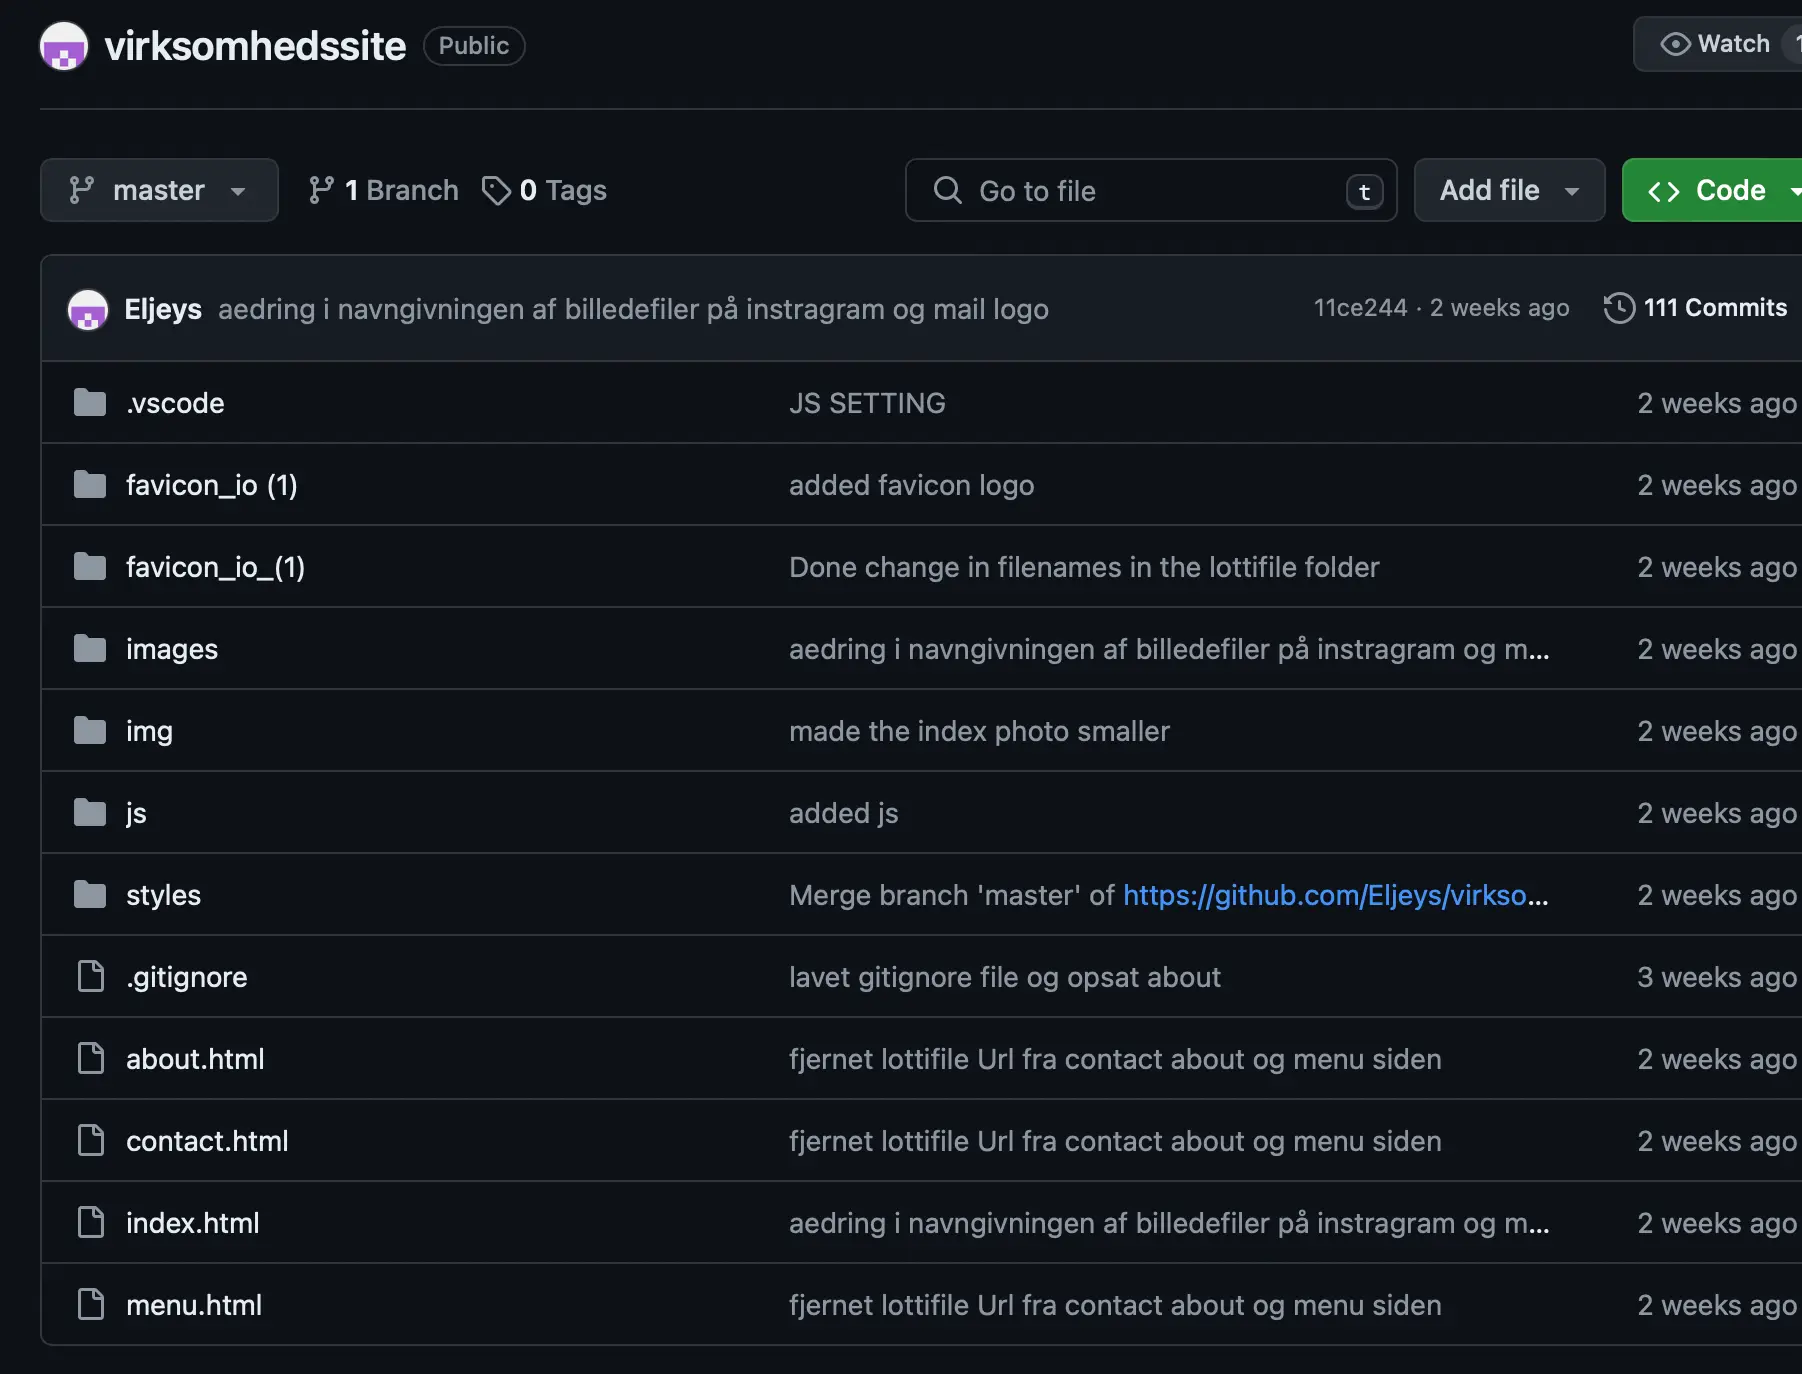 virksomhedssite Public Watch 1
master 1 Branch 0 Tags Go to file t Add file Code
Eljeys aedring i navngivningen af billedefiler på instragram og mail logo 11ce244 · 2 weeks ago 111 Commits
.vscode JS SETTING 2 weeks ago
favicon_io (1) added favicon logo 2 weeks ago
favicon_io_(1) Done change in filenames in the lottifile folder 2 weeks ago
images aedring i navngivningen af billedefiler på instragram og m... 2 weeks ago
img made the index photo smaller 2 weeks ago
js added js 2 weeks ago
styles Merge branch 'master' of https://github.com/Eljeys/virkso... 2 weeks ago
.gitignore lavet gitignore file og opsat about 3 weeks ago
about.html fjernet lottifile Url fra contact about og menu siden 2 weeks ago
contact.html fjernet lottifile Url fra contact about og menu siden 2 weeks ago
index.html aedring i navngivningen af billedefiler på instragram og m... 2 weeks ago
menu.html fjernet lottifile Url fra contact about og menu siden 2 weeks ago